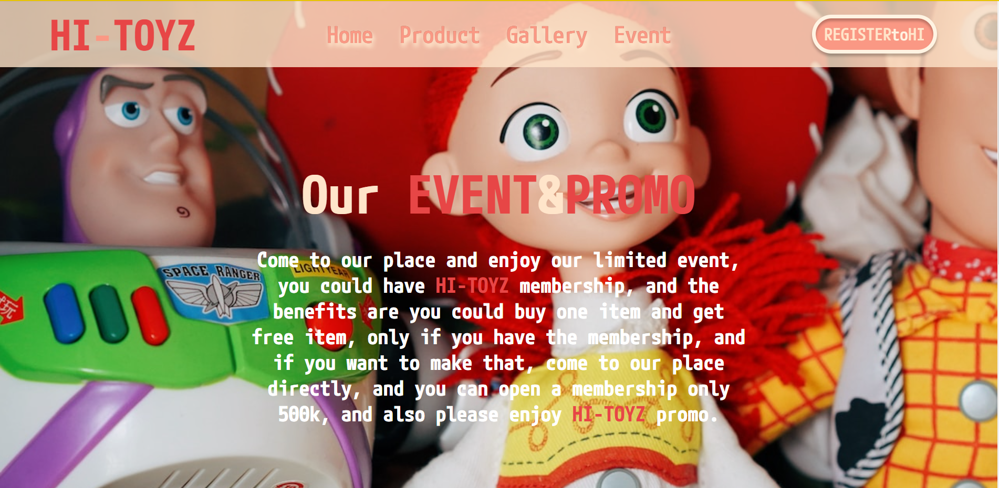 HI-TOYZ
Home Product Gallery Event
REGISTERtoHI
Our EVENT&PROMO
Come to our place and enjoy our limited event,
you could have HI-TOYZ membership, and the
benefits are you could buy one item and get
free item, only if you have the membership, and
if you want to make that, come to our place
directly, and you can open a membership only
500k, and also please enjoy HI-TOYZ promo.
SPACE RANGER
LIGHTYEAR
玩